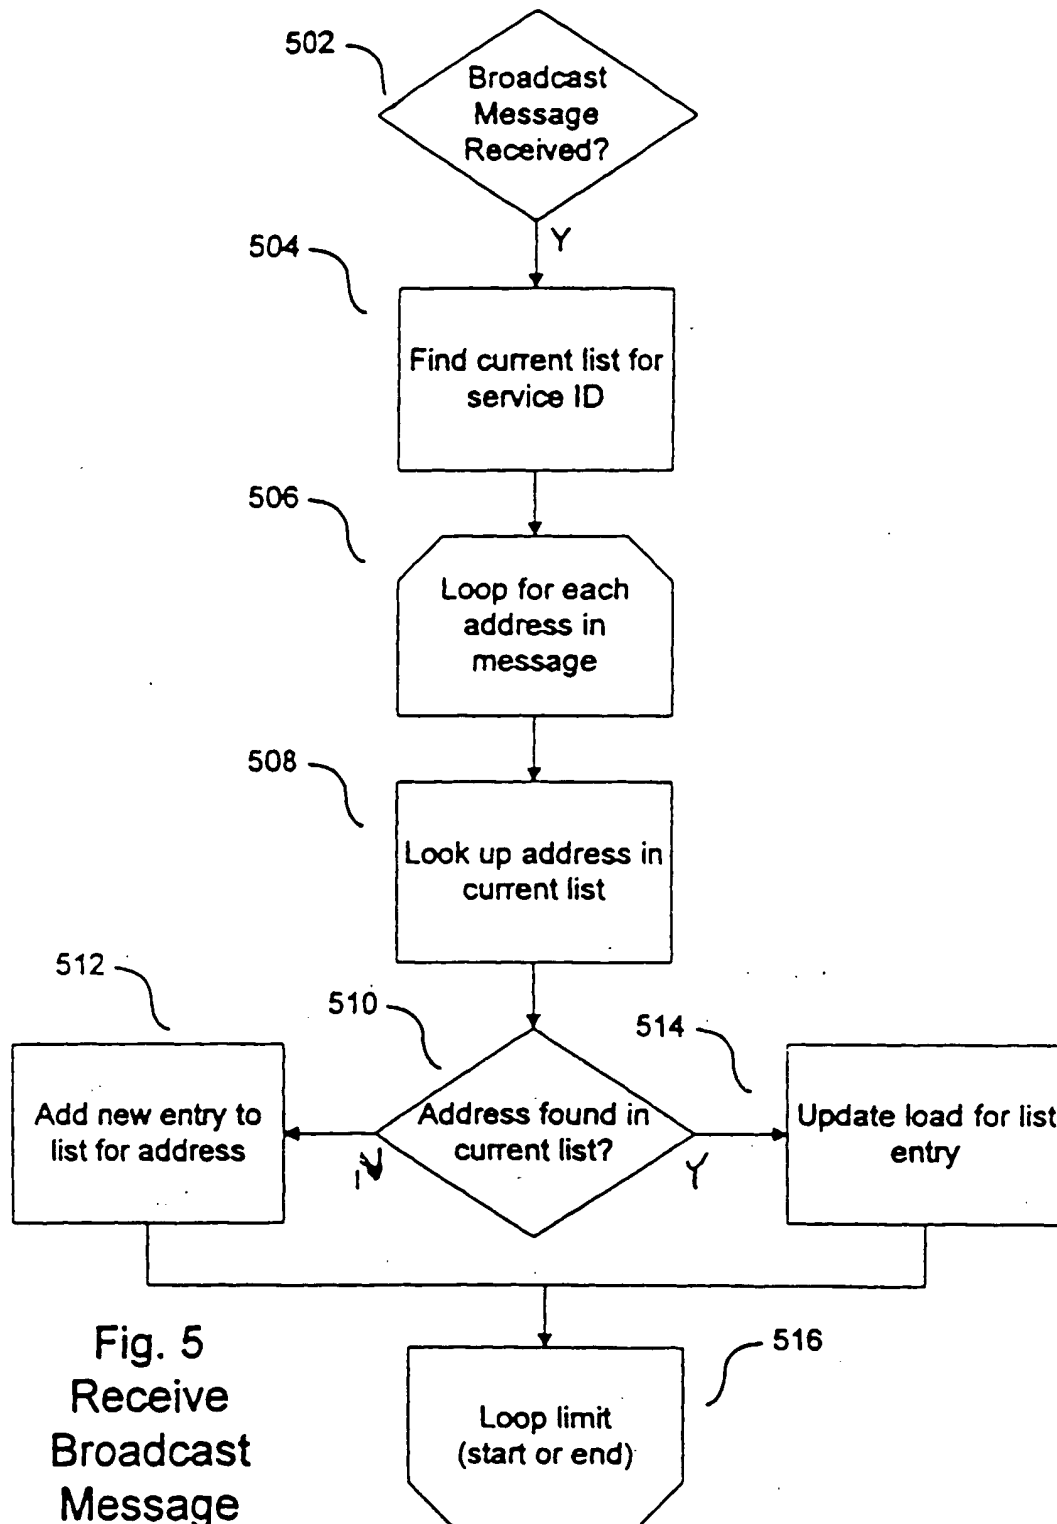 502
Broadcast
Message
Received?
Y
504
Find current list for
service ID
506
Loop for each
address in
message
508
Look up address in
current list
510
Address found in
current list?
N
Y
512
Add new entry to
list for address
514
Update load for list
entry
516
Loop limit
(start or end)
Fig. 5
Receive
Broadcast
Message